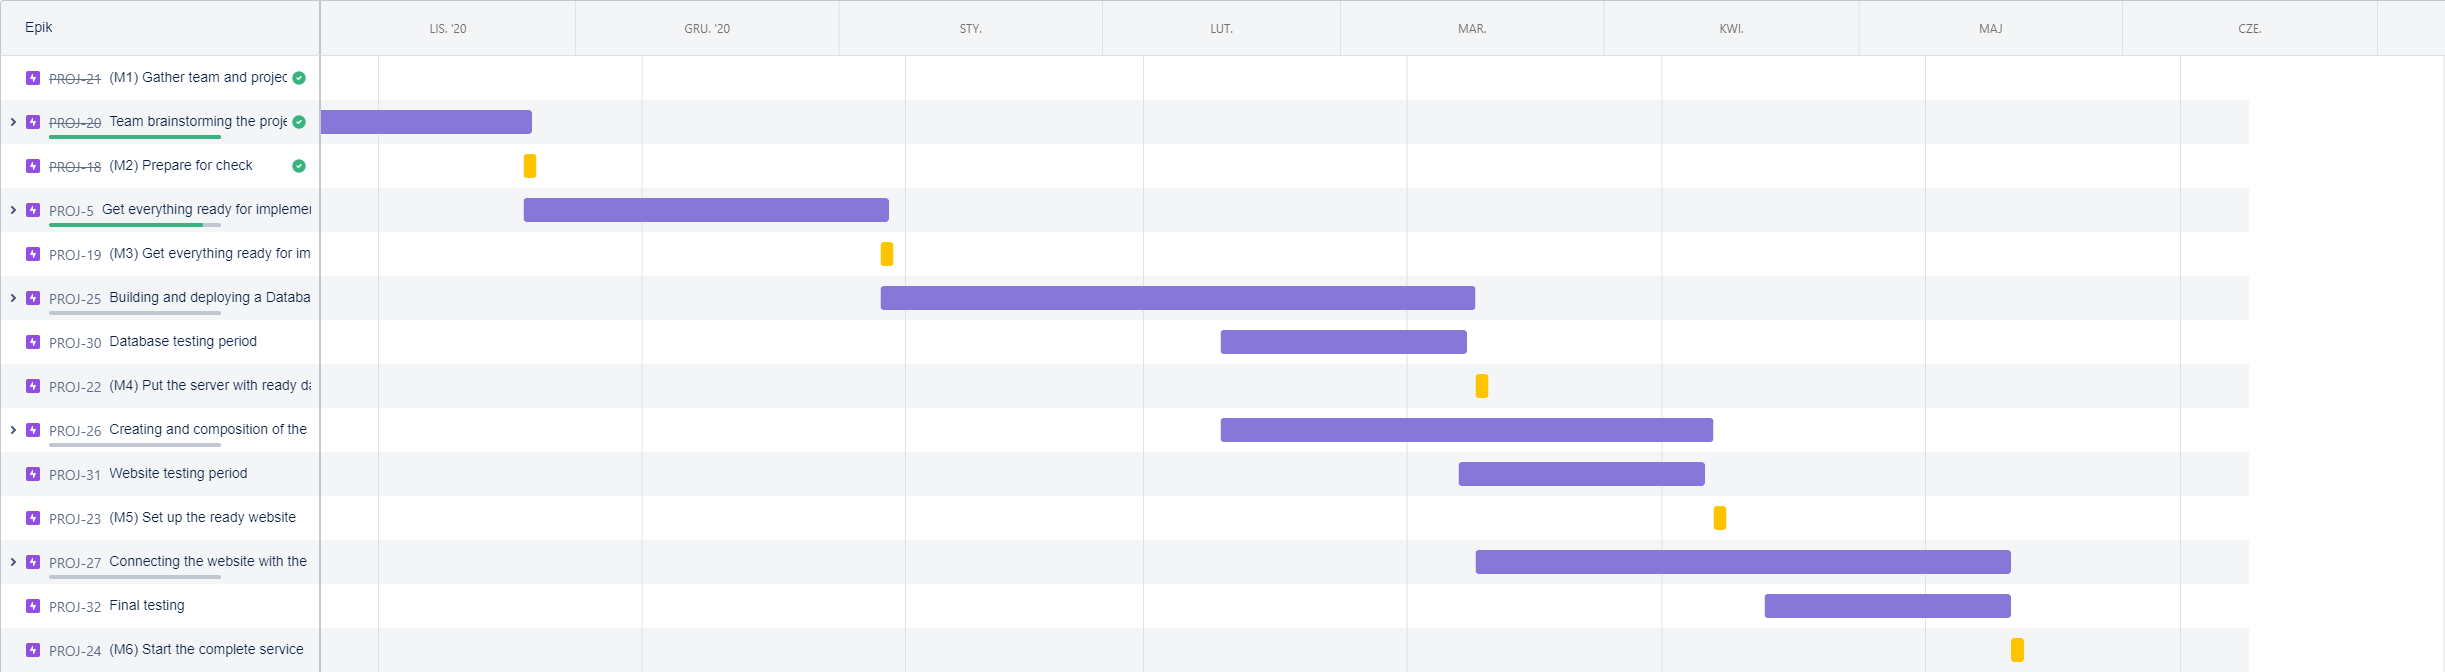 Epik LIS. '20 GRU. '20 STY. LUT. MAR. KWI. MAJ CZE.
PROJ-21 (M1) Gather team and projec
PROJ-20 Team brainstorming the proje
PROJ-18 (M2) Prepare for check
PROJ-5 Get everything ready for implemen
PROJ-19 (M3) Get everything ready for im
PROJ-25 Building and deploying a Databa
PROJ-30 Database testing period
PROJ-22 (M4) Put the server with ready da
PROJ-26 Creating and composition of the
PROJ-31 Website testing period
PROJ-23 (M5) Set up the ready website
PROJ-27 Connecting the website with the
PROJ-32 Final testing
PROJ-24 (M6) Start the complete service